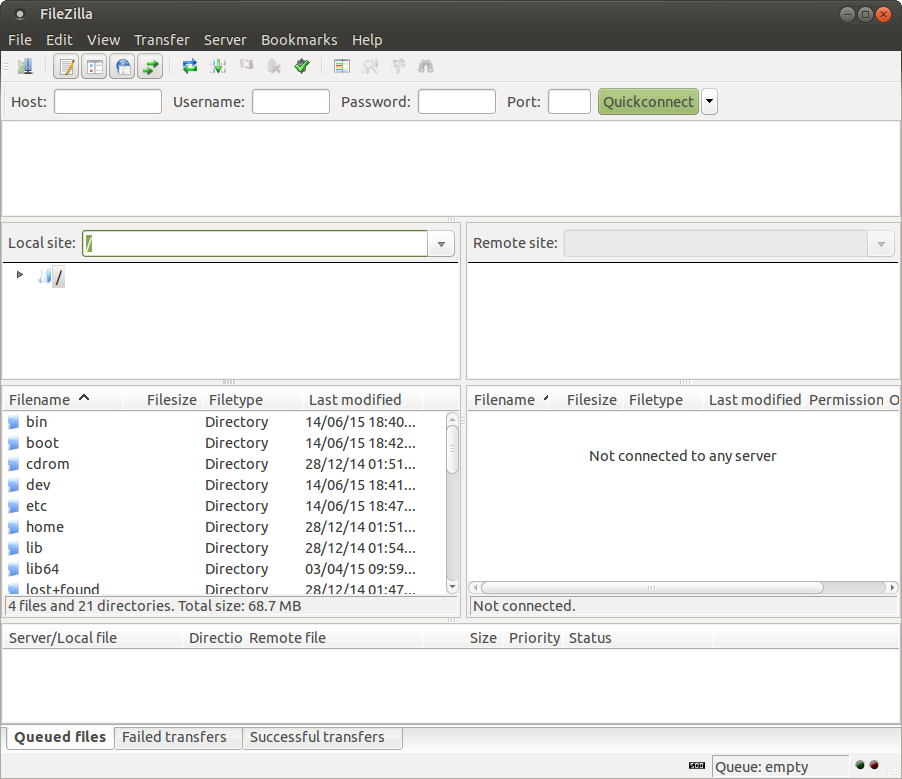 FileZilla
File Edit View Transfer Server Bookmarks Help
Host: Username: Password: Port: Quickconnect
Local site: / Remote site:
/
Filename Filesize Filetype Last modified
bin Directory 14/06/15 18:40...
boot Directory 14/06/15 18:42...
cdrom Directory 28/12/14 01:51...
dev Directory 14/06/15 18:41...
etc Directory 14/06/15 18:47...
home Directory 28/12/14 01:51...
lib Directory 28/12/14 01:54...
lib64 Directory 03/04/15 09:59...
lost+found Directory 28/12/14 01:47...
4 files and 21 directories. Total size: 68.7 MB
Filename Filesize Filetype Last modified Permission O
Not connected to any server
Not connected.
Server/Local file Directio Remote file Size Priority Status
Queued files Failed transfers Successful transfers
Queue: empty